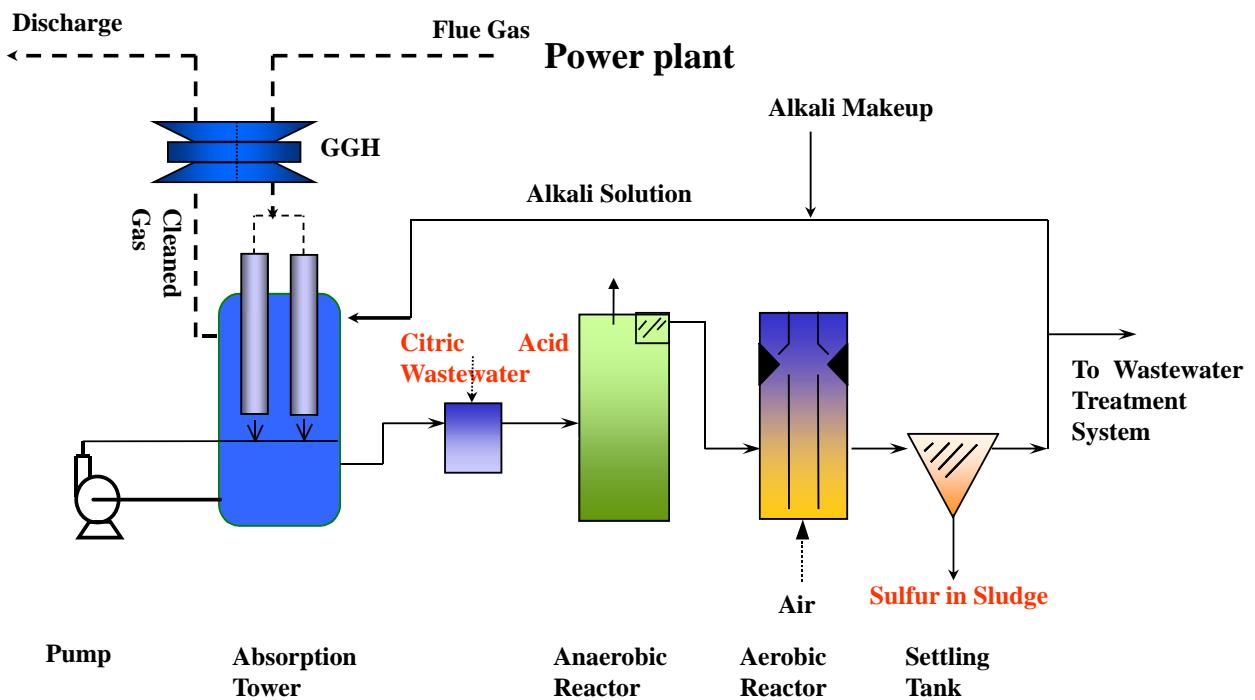 Discharge
Flue Gas
Power plant
Alkali Makeup
GGH
Alkali Solution
Cleaned
Gas
Citric Acid
Wastewater
To Wastewater
Treatment
System
Air
Sulfur in Sludge
Pump
Absorption
Tower
Anaerobic
Reactor
Aerobic
Reactor
Settling
Tank